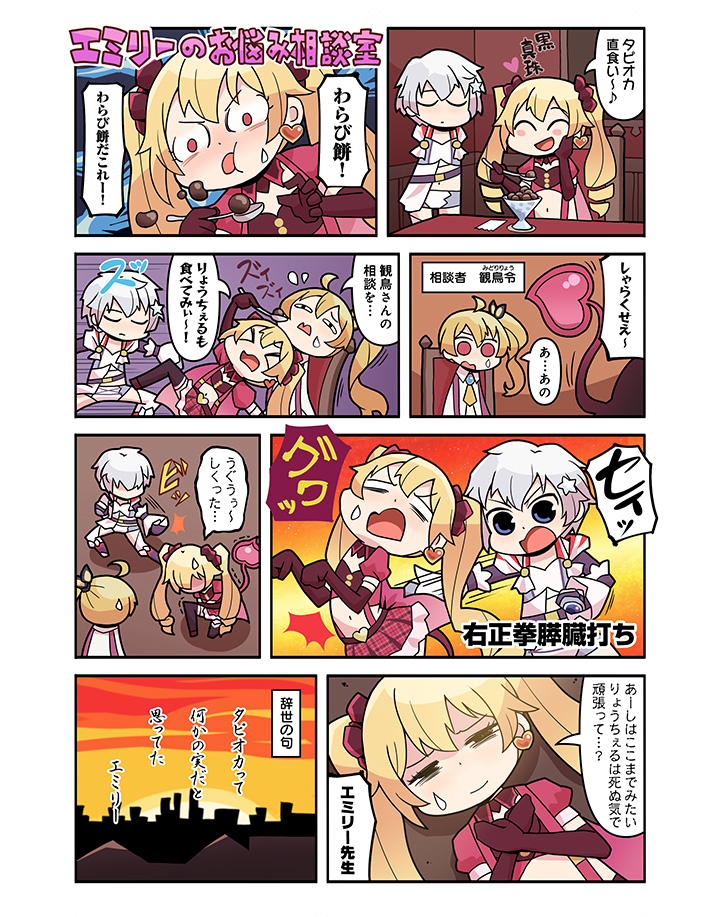 エミリーのお悩み相談室
タピオカ
直食い～♪
黒
真珠
わらび餅！
わらび餅だこれー！
しゃらくせえ～
相談者　観鳥令
みどりりょう
あ…あの
観鳥さんの
相談を…
ズイ
ズイ
りょうちぇるも
食べてみぃ～！
ズッ
セイッ
グワッ
右正拳膵臓打ち
ビッ
うぐうぅ～
しくった…
あーしはここまでみたい
りょうちぇるは死ぬ気で
頑張って…？
エミリー先生
辞世の句
タピオカって
何かの実だと
思ってた
エミリー